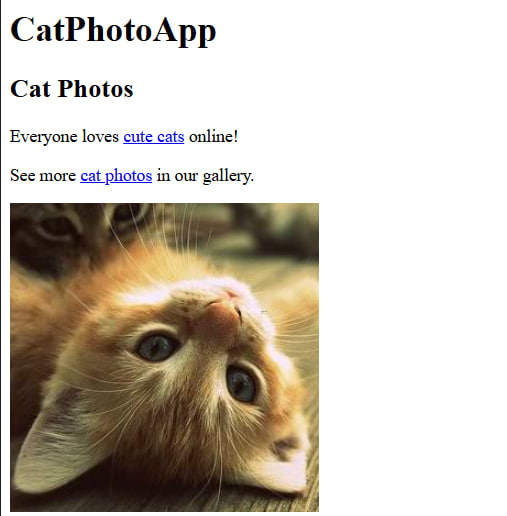 CatPhotoApp
Cat Photos
Everyone loves cute cats online!
See more cat photos in our gallery.